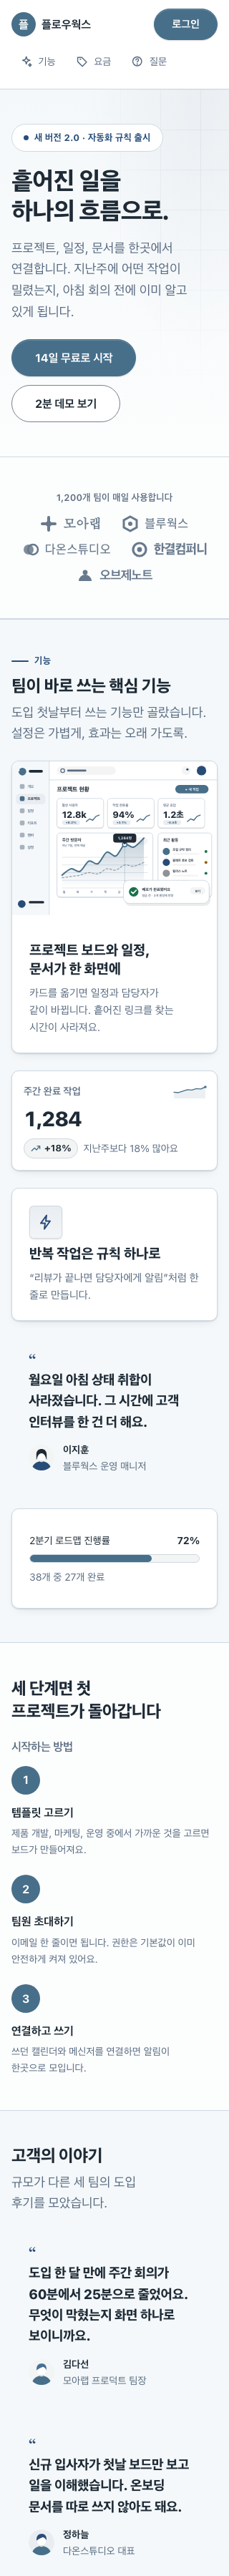 플 플로우웍스
로그인
기능 요금 질문
새 버전 2.0 · 자동화 규칙 출시
흩어진 일을
하나의 흐름으로.
프로젝트, 일정, 문서를 한곳에서
연결합니다. 지난주에 어떤 작업이
밀렸는지, 아침 회의 전에 이미 알고
있게 됩니다.
14일 무료로 시작
2분 데모 보기
1,200개 팀이 매일 사용합니다
모아랩 블루웍스
다온스튜디오 한결컴퍼니
오브제노트
기능
팀이 바로 쓰는 핵심 기능
도입 첫날부터 쓰는 기능만 골랐습니다.
설정은 가볍게, 효과는 오래 가도록.
프로젝트 현황
12.8k 94% 1.2초
프로젝트 보드와 일정,
문서가 한 화면에
카드를 옮기면 일정과 담당자가
같이 바뀝니다. 흩어진 링크를 찾는
시간이 사라져요.
주간 완료 작업
1,284
+18% 지난주보다 18% 많아요
반복 작업은 규칙 하나로
“리뷰가 끝나면 담당자에게 알림”처럼 한
줄로 만듭니다.
“
월요일 아침 상태 취합이
사라졌습니다. 그 시간에 고객
인터뷰를 한 건 더 해요.
이지훈
블루웍스 운영 매니저
2분기 로드맵 진행률 72%
38개 중 27개 완료
세 단계면 첫
프로젝트가 돌아갑니다
시작하는 방법
1
템플릿 고르기
제품 개발, 마케팅, 운영 중에서 가까운 것을 고르면
보드가 만들어져요.
2
팀원 초대하기
이메일 한 줄이면 됩니다. 권한은 기본값이 이미
안전하게 켜져 있어요.
3
연결하고 쓰기
쓰던 캘린더와 메신저를 연결하면 알림이
한곳으로 모입니다.
고객의 이야기
규모가 다른 세 팀의 도입
후기를 모았습니다.
“
도입 한 달 만에 주간 회의가
60분에서 25분으로 줄었어요.
무엇이 막혔는지 화면 하나로
보이니까요.
김다선
모아랩 프로덕트 팀장
“
신규 입사자가 첫날 보드만 보고
일을 이해했습니다. 온보딩
문서를 따로 쓰지 않아도 돼요.
정하늘
다온스튜디오 대표